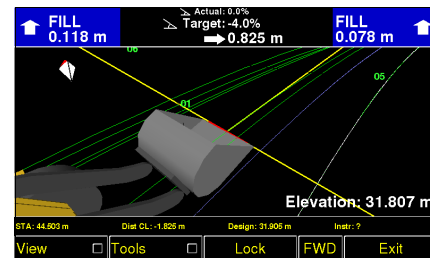 FILL
0.118 m
Actual: 0.0%
Target: -4.0%
0.825 m
FILL
0.078 m
06
05
01
Elevation: 31.807 m
STA: 44.503 m Dist CL: -1.825 m Design: 31.905 m Instr: ?
View Tools Lock FWD Exit